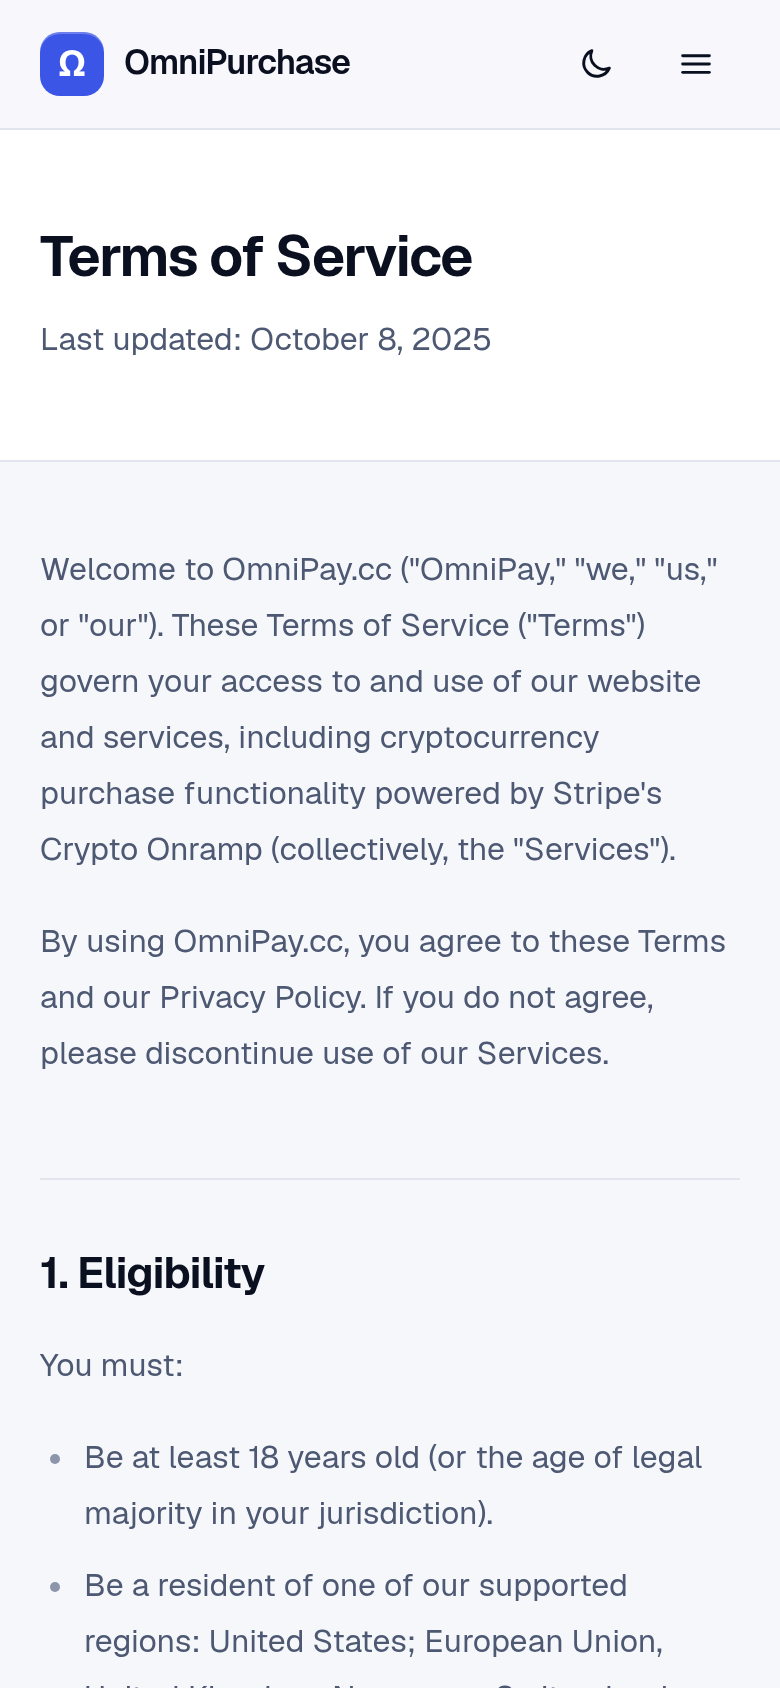 Ω OmniPurchase
Terms of Service
Last updated: October 8, 2025
Welcome to OmniPay.cc ("OmniPay," "we," "us,"
or "our"). These Terms of Service ("Terms")
govern your access to and use of our website
and services, including cryptocurrency
purchase functionality powered by Stripe's
Crypto Onramp (collectively, the "Services").
By using OmniPay.cc, you agree to these Terms
and our Privacy Policy. If you do not agree,
please discontinue use of our Services.
1. Eligibility
You must:
• Be at least 18 years old (or the age of legal
majority in your jurisdiction).
• Be a resident of one of our supported
regions: United States; European Union,